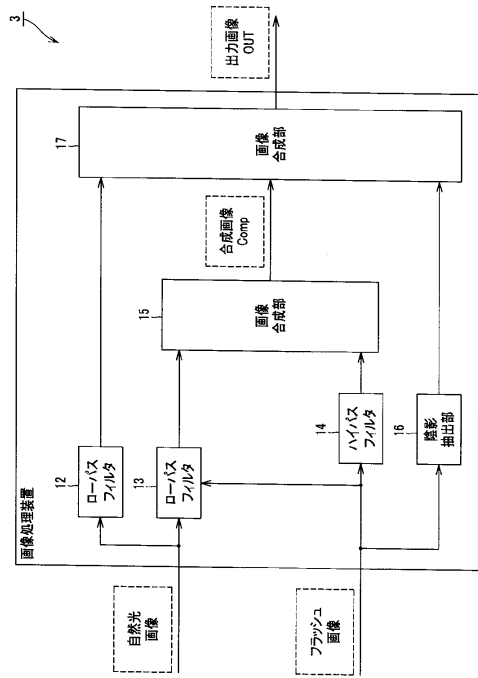 3
画像処理装置
自然光
画像
フラッシュ
画像
12
ローパス
フィルタ
13
ローパス
フィルタ
14
ハイパス
フィルタ
16
陰影
抽出部
15
画像
合成部
合成画像
Comp
17
画像
合成部
出力画像
OUT